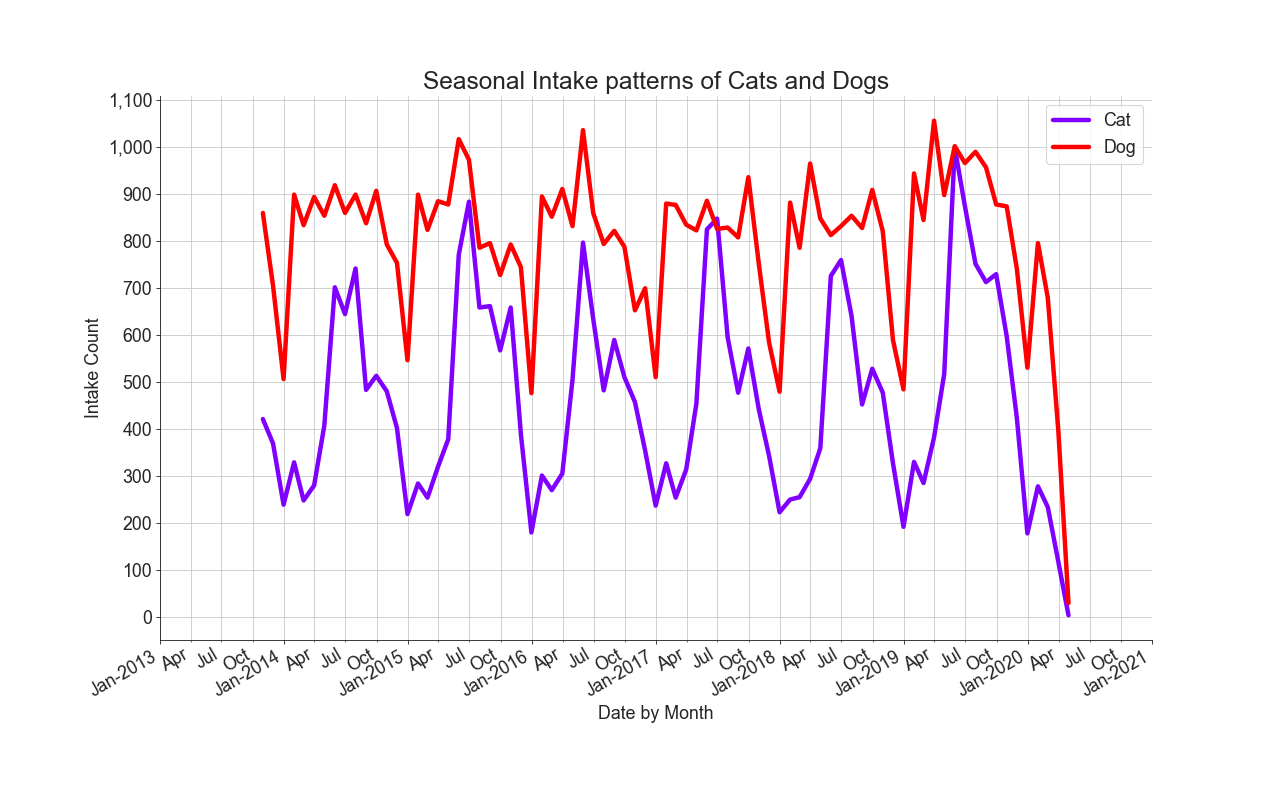 Seasonal Intake patterns of Cats and Dogs
Cat
Dog
1,100
1,000
900
800
700
600
500
400
300
200
100
0
Intake Count
Jan-2013 Apr Jul Oct Jan-2014 Apr Jul Oct Jan-2015 Apr Jul Oct Jan-2016 Apr Jul Oct Jan-2017 Apr Jul Oct Jan-2018 Apr Jul Oct Jan-2019 Apr Jul Oct Jan-2020 Apr Jul Oct Jan-2021
Date by Month